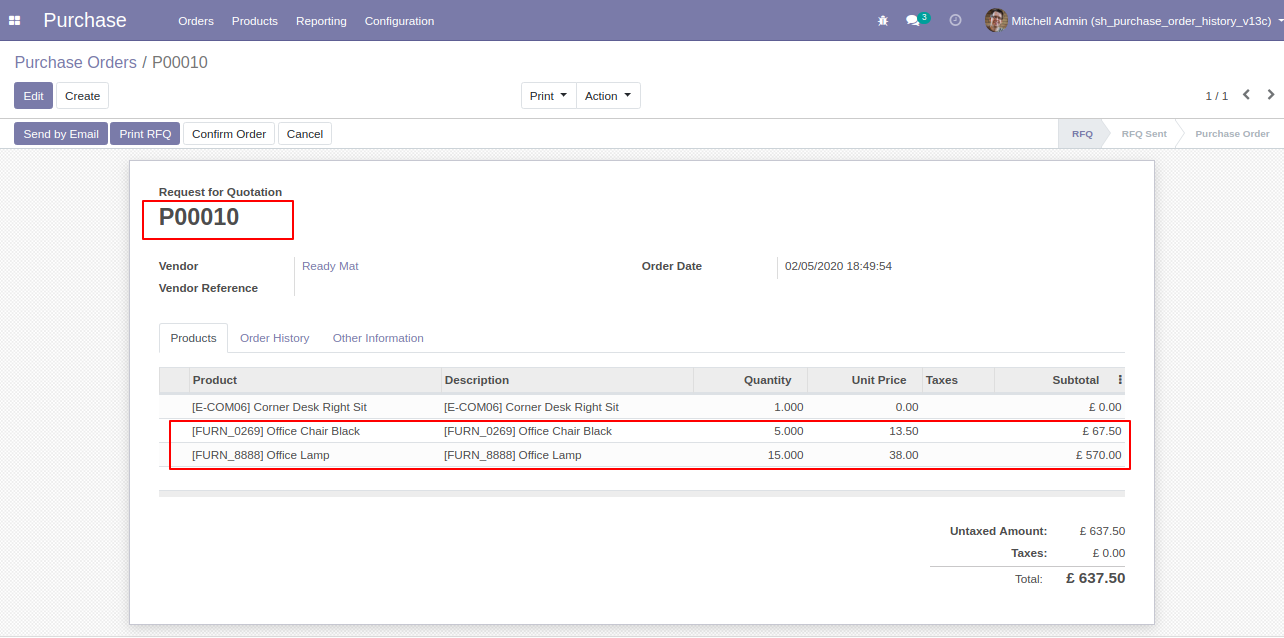 Purchase Orders Products Reporting Configuration 3 Mitchell Admin (sh_purchase_order_history_v13c)
Purchase Orders / P00010
Edit Create Print Action 1 / 1
Send by Email Print RFQ Confirm Order Cancel RFQ RFQ Sent Purchase Order
Request for Quotation
P00010
Vendor Ready Mat Order Date 02/05/2020 18:49:54
Vendor Reference
Products Order History Other Information
Product Description Quantity Unit Price Taxes Subtotal
[E-COM06] Corner Desk Right Sit [E-COM06] Corner Desk Right Sit 1.000 0.00 £ 0.00
[FURN_0269] Office Chair Black [FURN_0269] Office Chair Black 5.000 13.50 £ 67.50
[FURN_8888] Office Lamp [FURN_8888] Office Lamp 15.000 38.00 £ 570.00
Untaxed Amount: £ 637.50
Taxes: £ 0.00
Total: £ 637.50